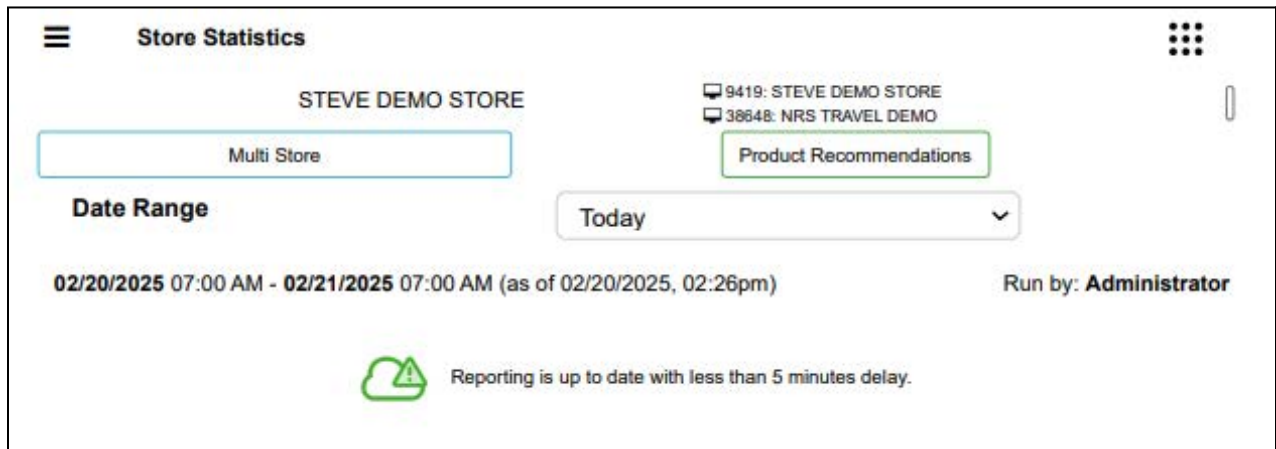 Store Statistics
STEVE DEMO STORE
9419: STEVE DEMO STORE
38648: NRS TRAVEL DEMO
Multi Store
Product Recommendations
Date Range
Today
02/20/2025 07:00 AM - 02/21/2025 07:00 AM (as of 02/20/2025, 02:26pm)
Run by: Administrator
Reporting is up to date with less than 5 minutes delay.